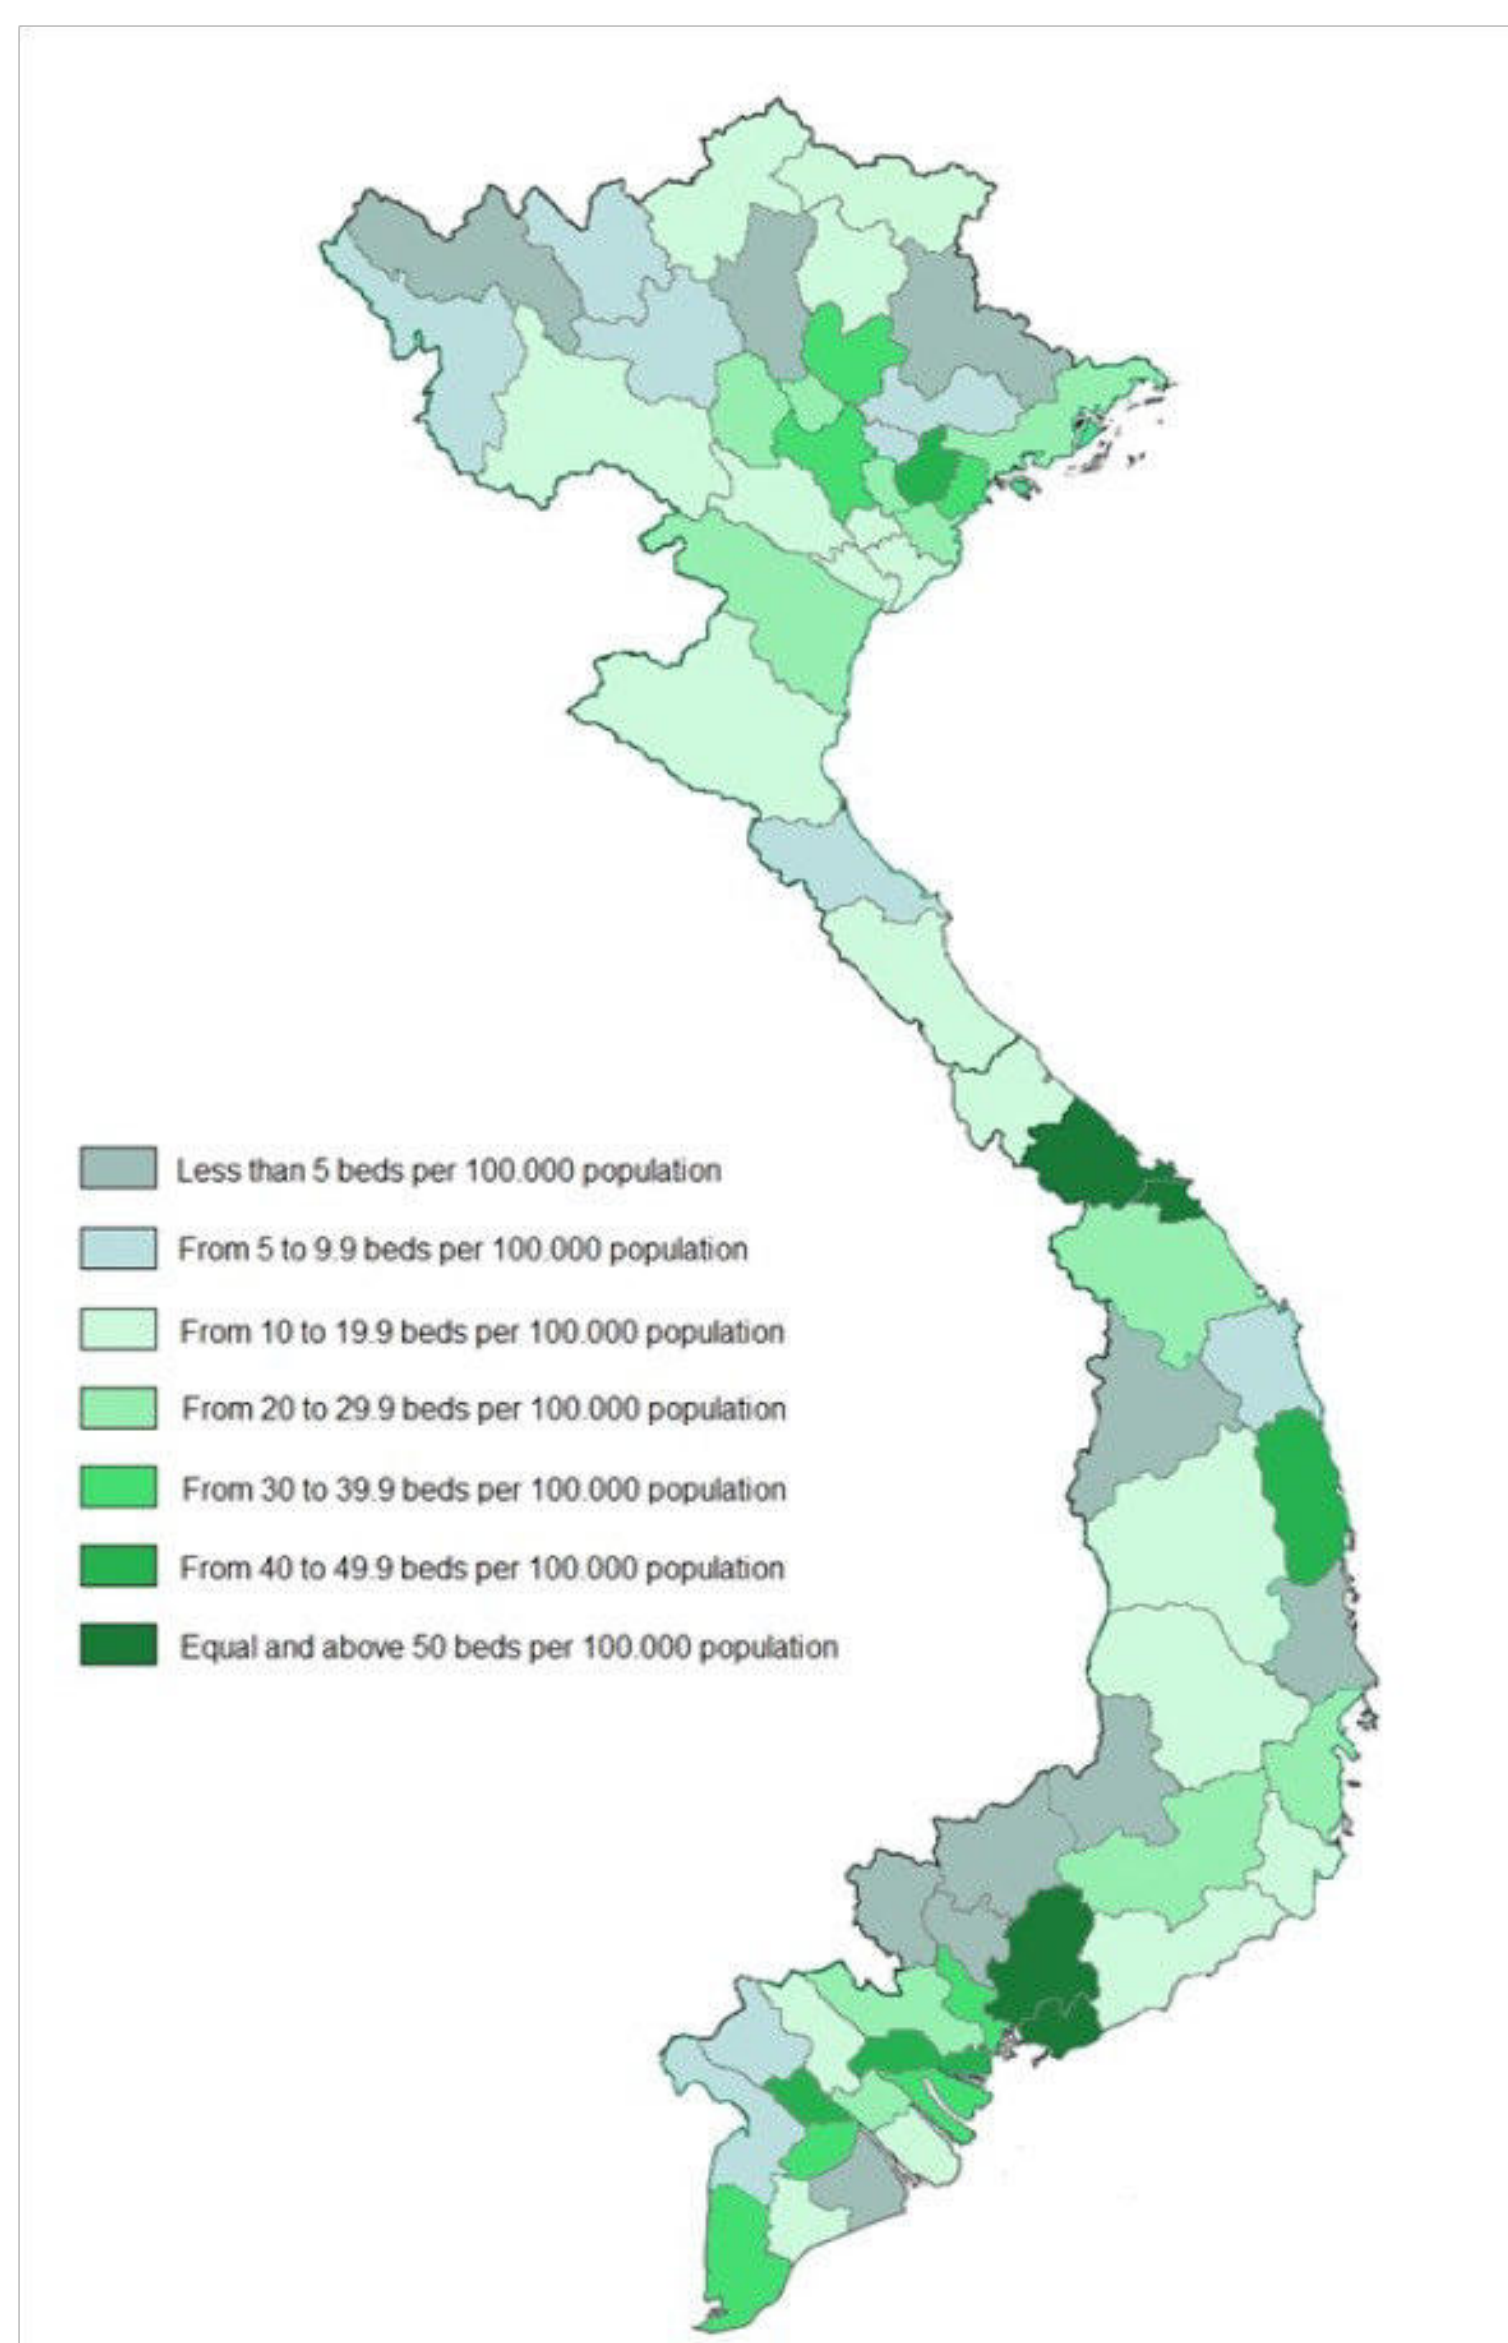 Less than 5 beds per 100.000 population
From 5 to 9.9 beds per 100.000 population
From 10 to 19.9 beds per 100.000 population
From 20 to 29.9 beds per 100.000 population
From 30 to 39.9 beds per 100.000 population
From 40 to 49.9 beds per 100.000 population
Equal and above 50 beds per 100.000 population